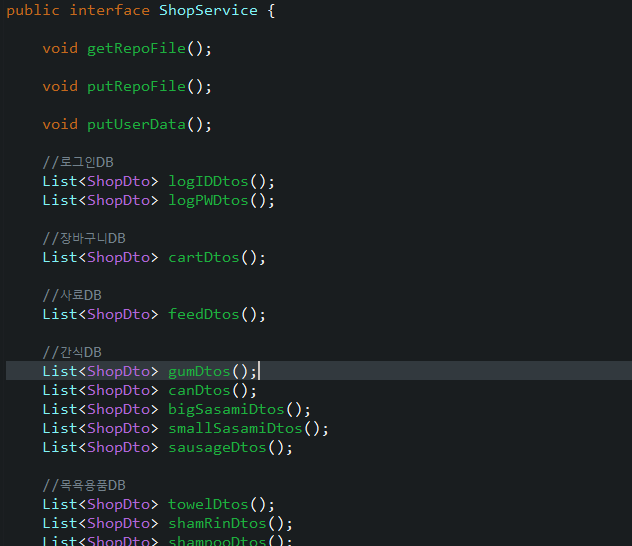 public interface ShopService {
void getRepoFile();
void putRepoFile();
void putUserData();
//로그인DB
List<ShopDto> logIDDtos();
List<ShopDto> logPWDtos();
//장바구니DB
List<ShopDto> cartDtos();
//사료DB
List<ShopDto> feedDtos();
//간식DB
List<ShopDto> gumDtos();
List<ShopDto> canDtos();
List<ShopDto> bigSasamiDtos();
List<ShopDto> smallSasamiDtos();
List<ShopDto> sausageDtos();
//목욕용품DB
List<ShopDto> towelDtos();
List<ShopDto> shamRinDtos();
List<ShopDto> shampooDtos();